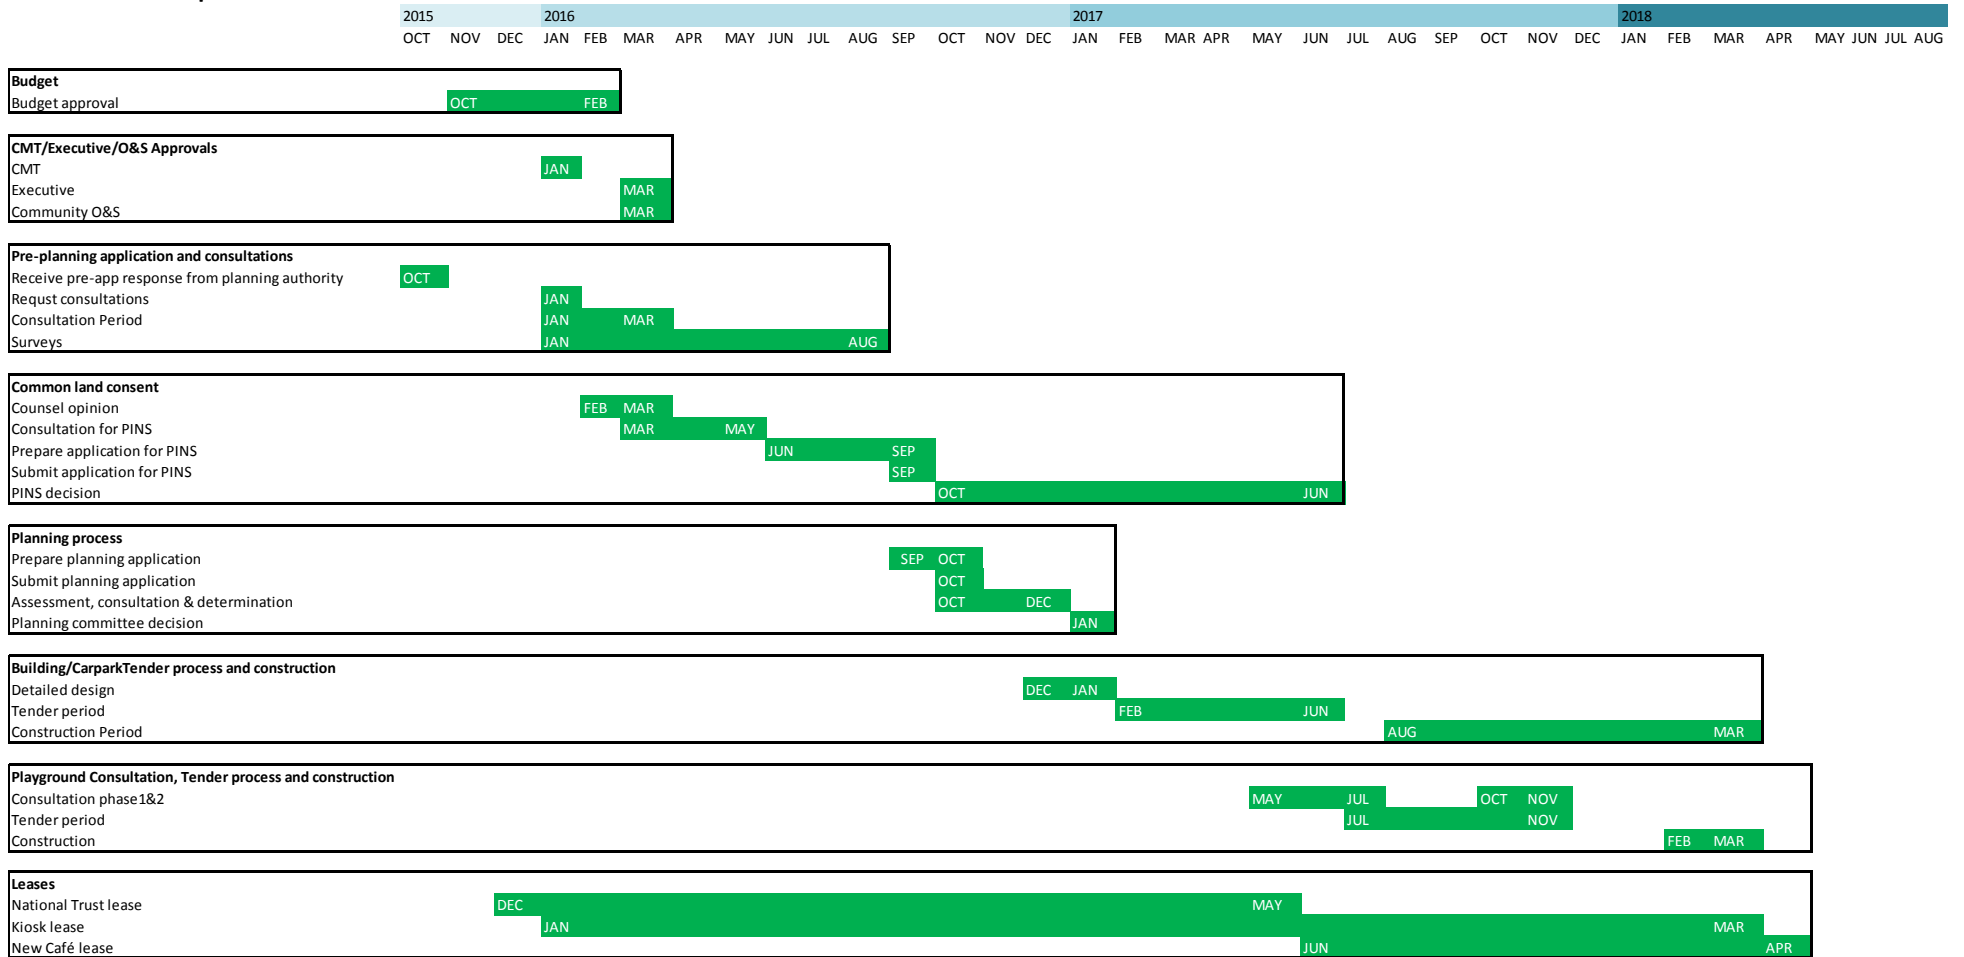 2015 2016 2017 2018
OCT NOV DEC JAN FEB MAR APR MAY JUN JUL AUG SEP OCT NOV DEC JAN FEB MAR APR MAY JUN JUL AUG SEP OCT NOV DEC JAN FEB MAR APR MAY JUN JUL AUG
Budget
Budget approval OCT FEB
CMT/Executive/O&S Approvals
CMT JAN
Executive MAR
Community O&S MAR
Pre-planning application and consultations
Receive pre-app response from planning authority OCT
Requst consultations JAN
Consultation Period JAN MAR
Surveys JAN AUG
Common land consent
Counsel opinion FEB MAR
Consultation for PINS MAR MAY
Prepare application for PINS JUN SEP
Submit application for PINS SEP
PINS decision OCT JUN
Planning process
Prepare planning application SEP OCT
Submit planning application OCT
Assessment, consultation & determination OCT DEC
Planning committee decision JAN
Building/CarparkTender process and construction
Detailed design DEC JAN
Tender period FEB JUN
Construction Period AUG MAR
Playground Consultation, Tender process and construction
Consultation phase1&2 MAY JUL OCT NOV
Tender period JUL NOV
Construction FEB MAR
Leases
National Trust lease DEC MAY
Kiosk lease JAN MAR
New Café lease JUN APR